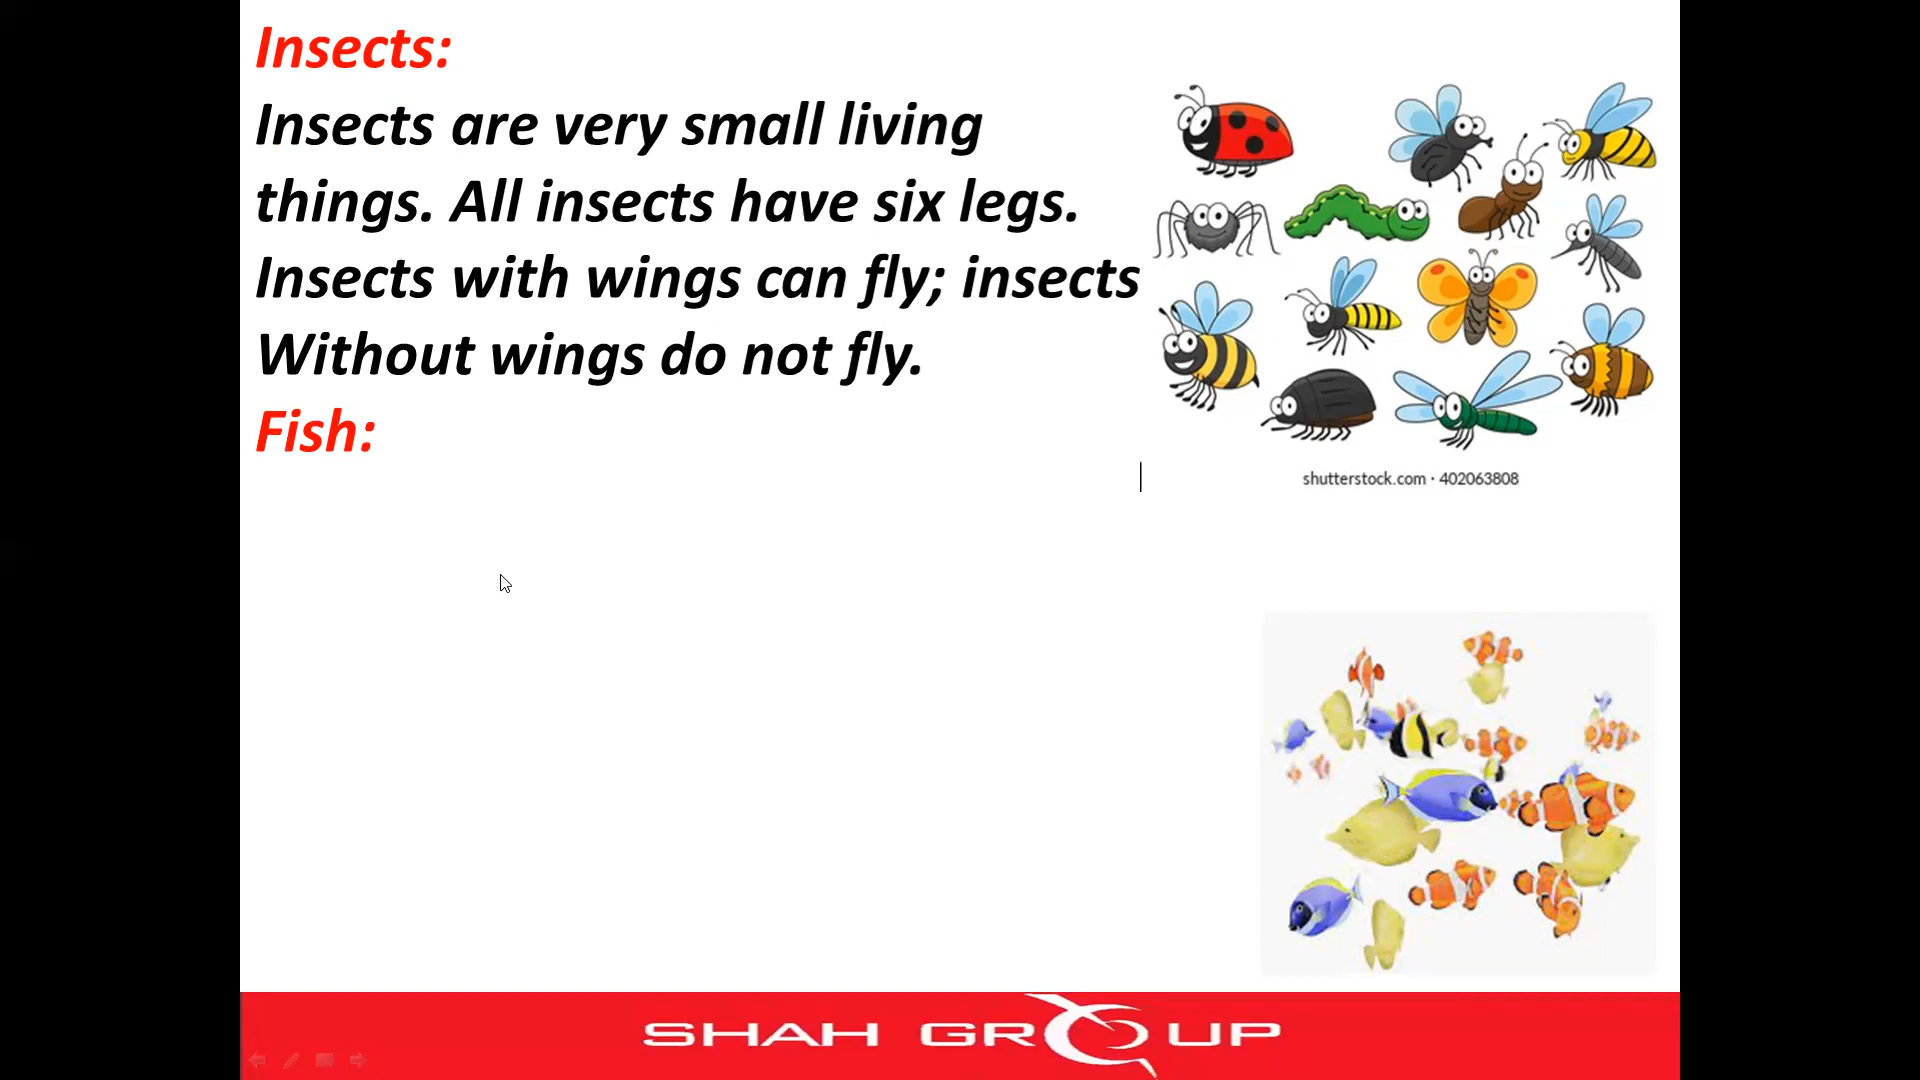 Insects:
Insects are very small living
things. All insects have six legs.
Insects with wings can fly; insects
Without wings do not fly.
Fish:
shutterstock.com · 402063808
SHAH GROUP